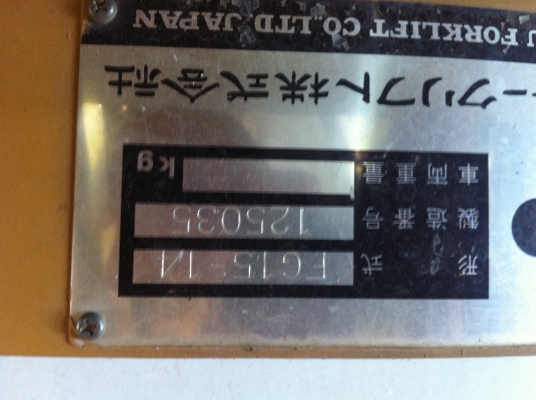 形式 FG15-14
製造番号 125035
車両重量 kg
ークリフト株式会社
U FORKLIFT CO.,LTD. JAPAN